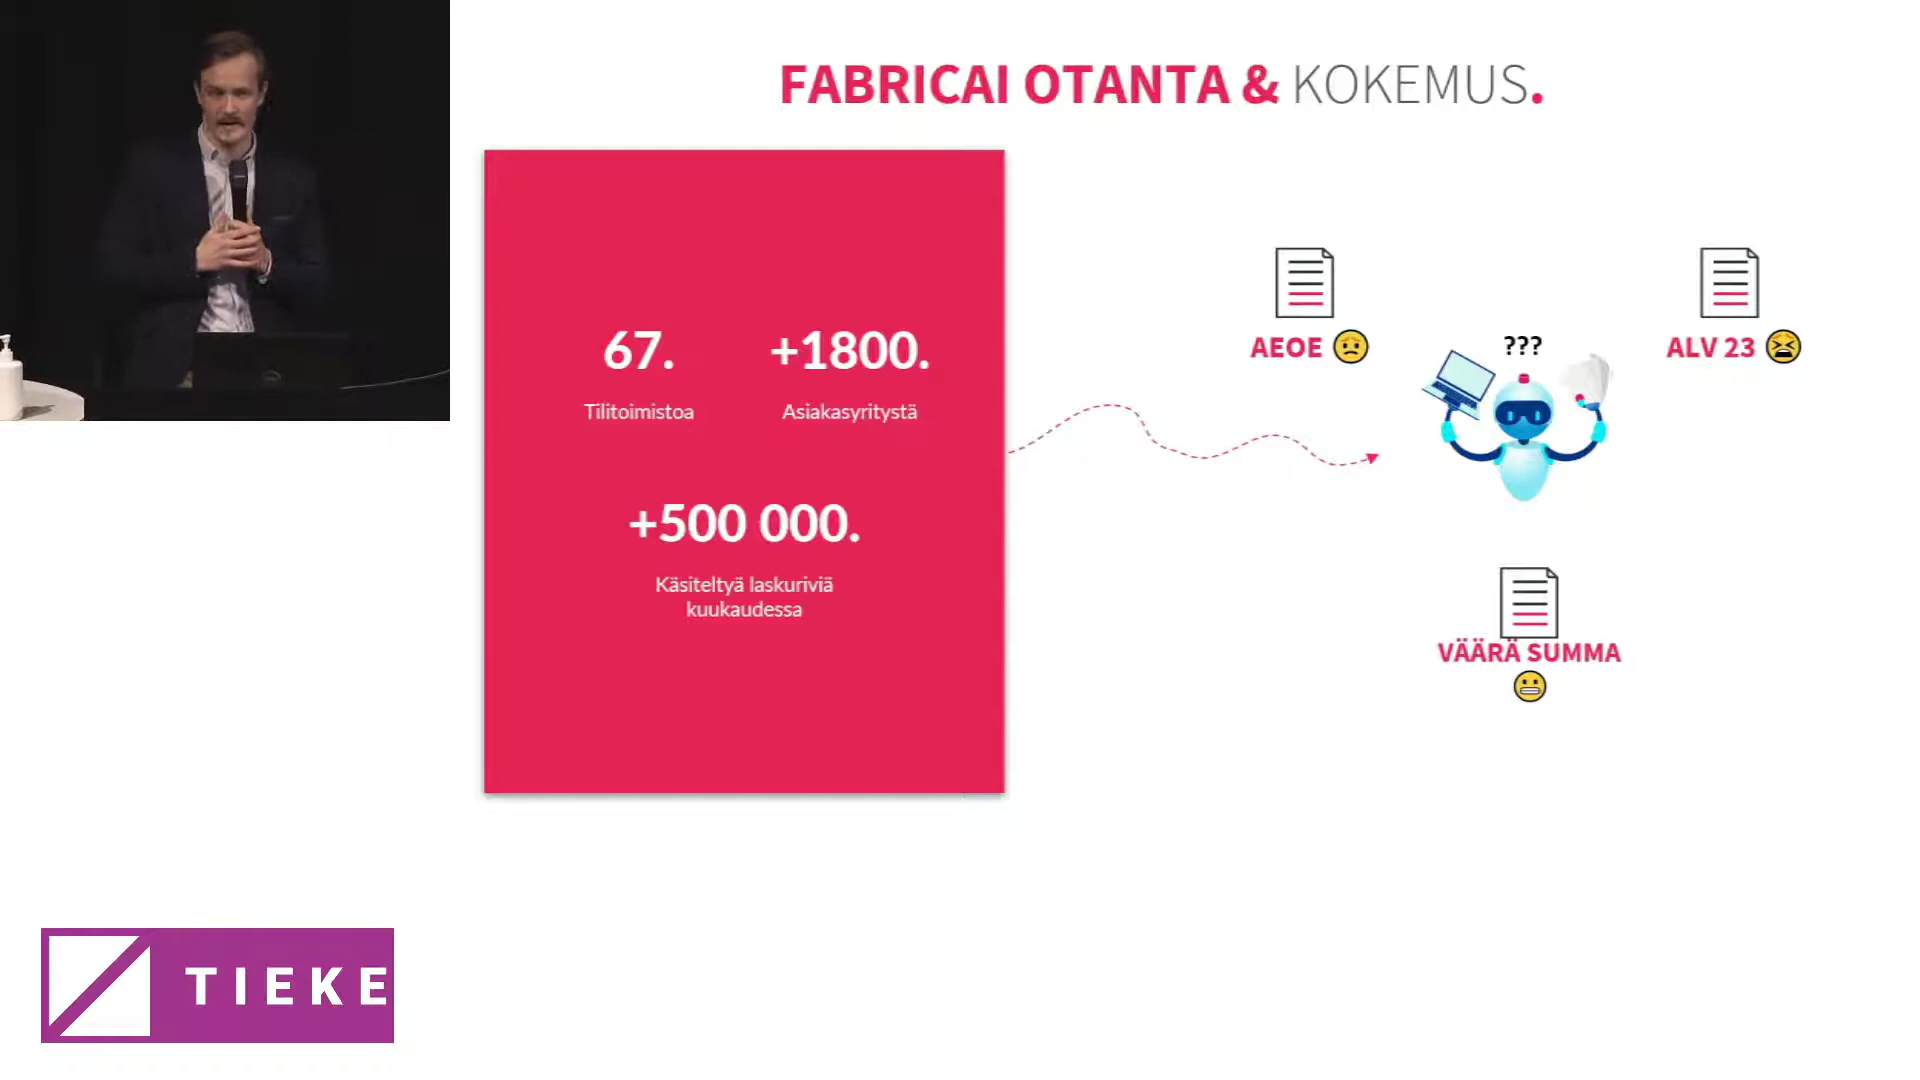 FABRICAI OTANTA & KOKEMUS.
67.
Tilitoimistoa
+1800.
Asiakasyritystä
+500 000.
Käsiteltyä laskuriviä
kuukaudessa
AEOE 😟
???
ALV 23 😫
VÄÄRÄ SUMMA
😬
TIEKE